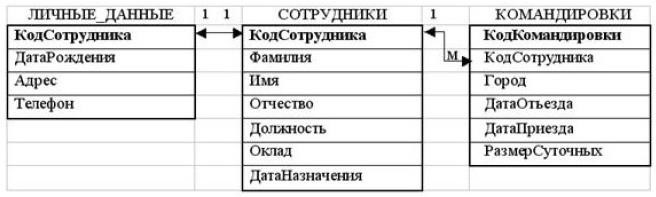 ЛИЧНЫЕ_ДАННЫЕ 1 1 СОТРУДНИКИ 1 КОМАНДИРОВКИ
КодСотрудника КодСотрудника КодКомандировки
ДатаРождения Фамилия М КодСотрудника
Адрес Имя Город
Телефон Отчество ДатаОтъезда
Должность ДатаПриезда
Оклад РазмерСуточных
ДатаНазначения